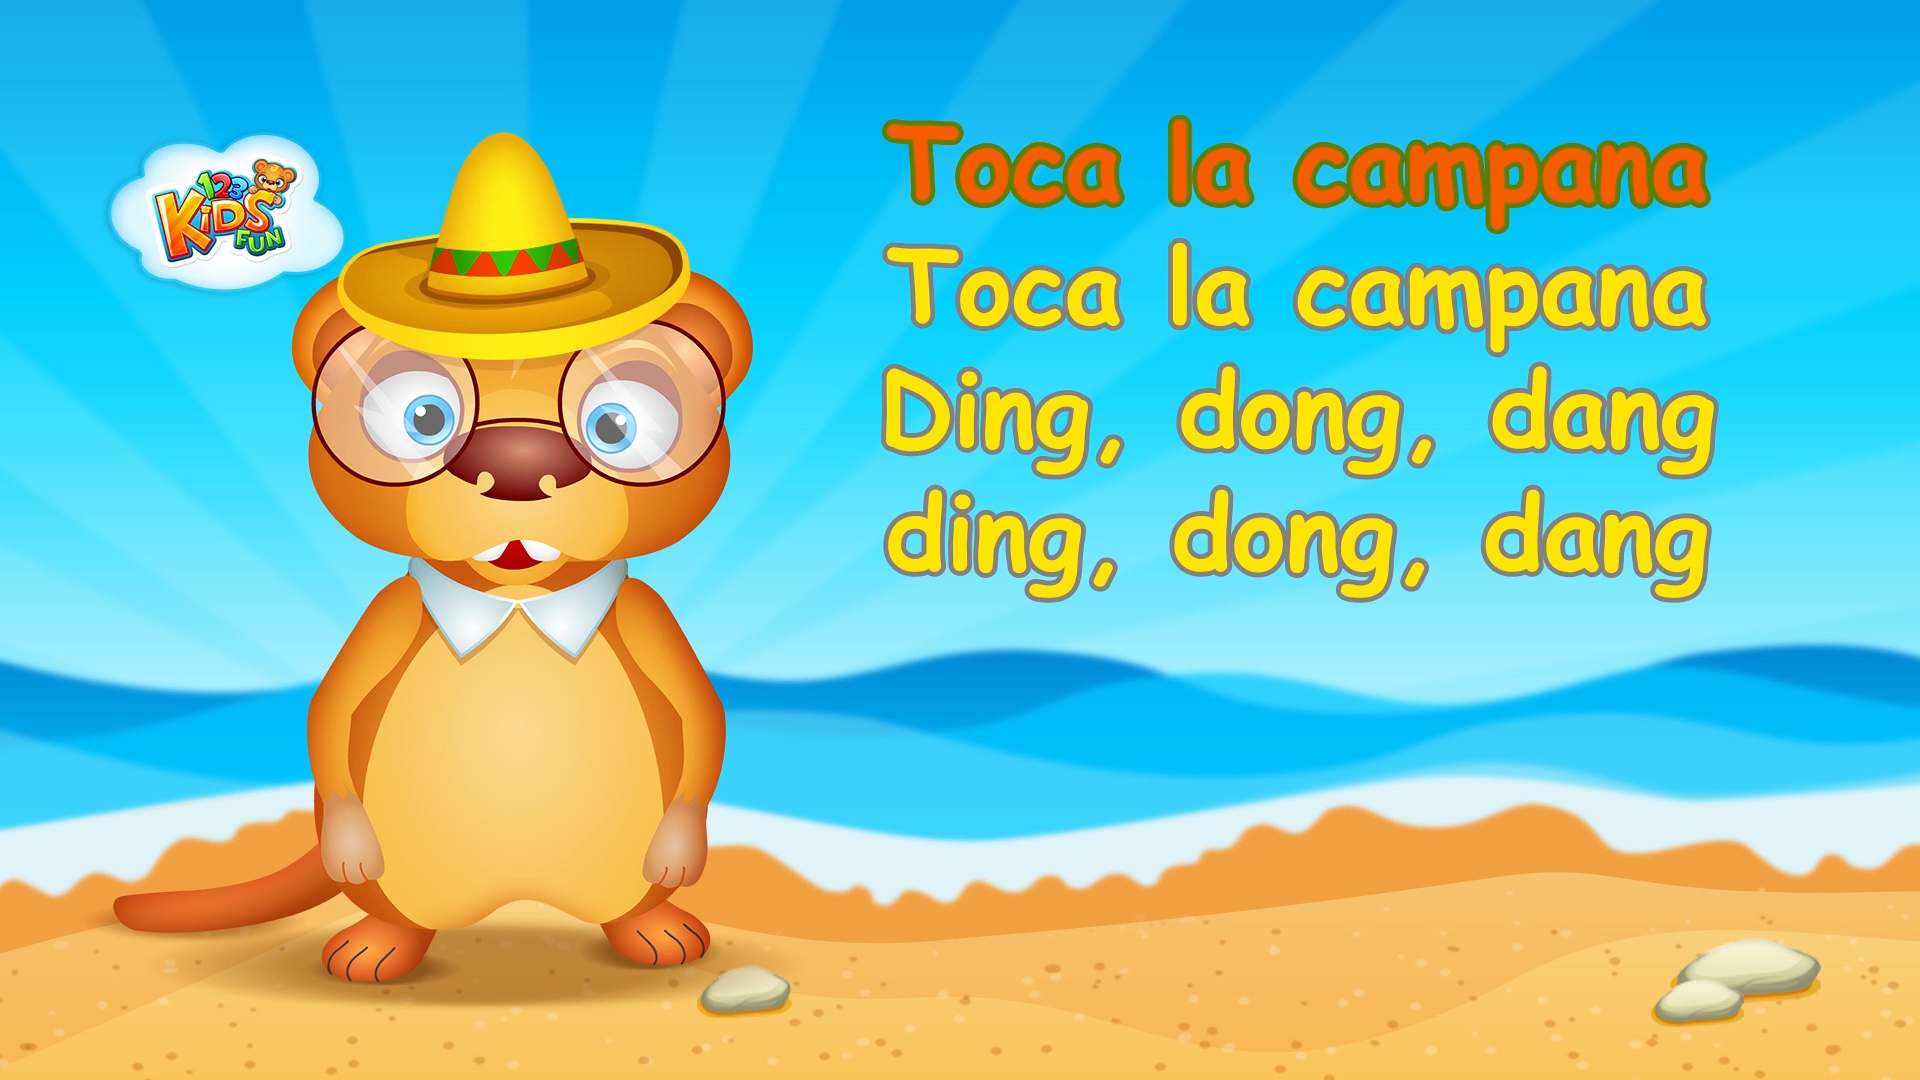 123
KiDS
FUN
Toca la campana
Toca la campana
Ding, dong, dang
ding, dong, dang